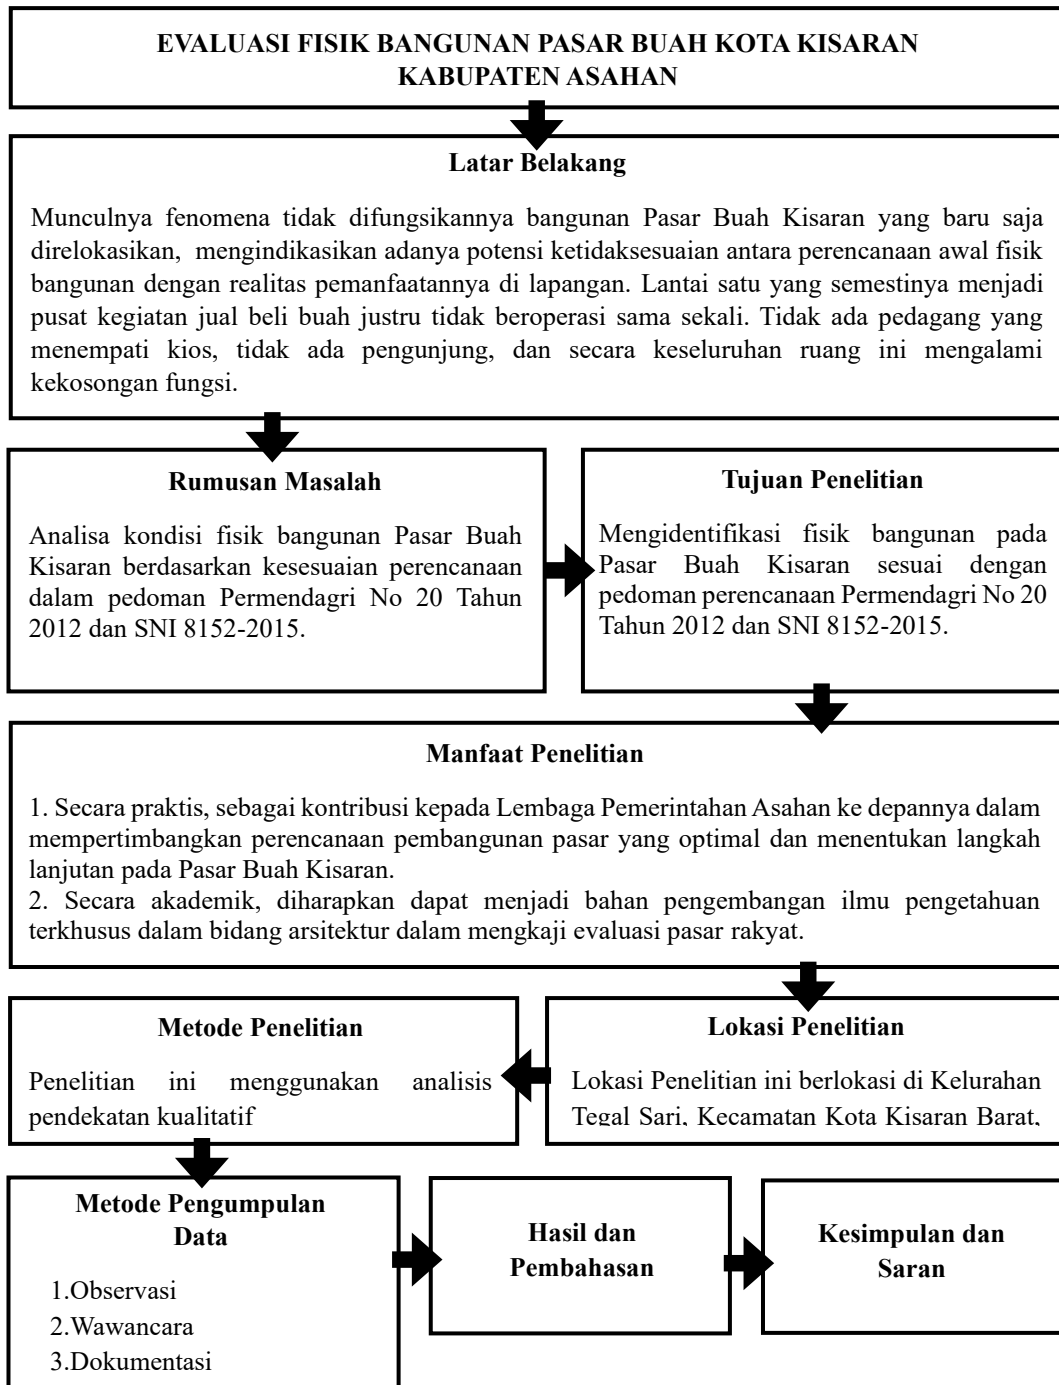 EVALUASI FISIK BANGUNAN PASAR BUAH KOTA KISARAN
KABUPATEN ASAHAN
Latar Belakang
Munculnya fenomena tidak difungsikannya bangunan Pasar Buah Kisaran yang baru saja
direlokasikan, mengindikasikan adanya potensi ketidaksesuaian antara perencanaan awal fisik
bangunan dengan realitas pemanfaatannya di lapangan. Lantai satu yang semestinya menjadi
pusat kegiatan jual beli buah justru tidak beroperasi sama sekali. Tidak ada pedagang yang
menempati kios, tidak ada pengunjung, dan secara keseluruhan ruang ini mengalami
kekosongan fungsi.
Rumusan Masalah
Analisa kondisi fisik bangunan Pasar Buah
Kisaran berdasarkan kesesuaian perencanaan
dalam pedoman Permendagri No 20 Tahun
2012 dan SNI 8152-2015.
Tujuan Penelitian
Mengidentifikasi fisik bangunan pada
Pasar Buah Kisaran sesuai dengan
pedoman perencanaan Permendagri No 20
Tahun 2012 dan SNI 8152-2015.
Manfaat Penelitian
1. Secara praktis, sebagai kontribusi kepada Lembaga Pemerintahan Asahan ke depannya dalam
mempertimbangkan perencanaan pembangunan pasar yang optimal dan menentukan langkah
lanjutan pada Pasar Buah Kisaran.
2. Secara akademik, diharapkan dapat menjadi bahan pengembangan ilmu pengetahuan
terkhusus dalam bidang arsitektur dalam mengkaji evaluasi pasar rakyat.
Lokasi Penelitian
Lokasi Penelitian ini berlokasi di Kelurahan
Tegal Sari, Kecamatan Kota Kisaran Barat,
Metode Penelitian
Penelitian ini menggunakan analisis
pendekatan kualitatif
Metode Pengumpulan
Data
1.Observasi
2.Wawancara
3.Dokumentasi
Hasil dan
Pembahasan
Kesimpulan dan
Saran